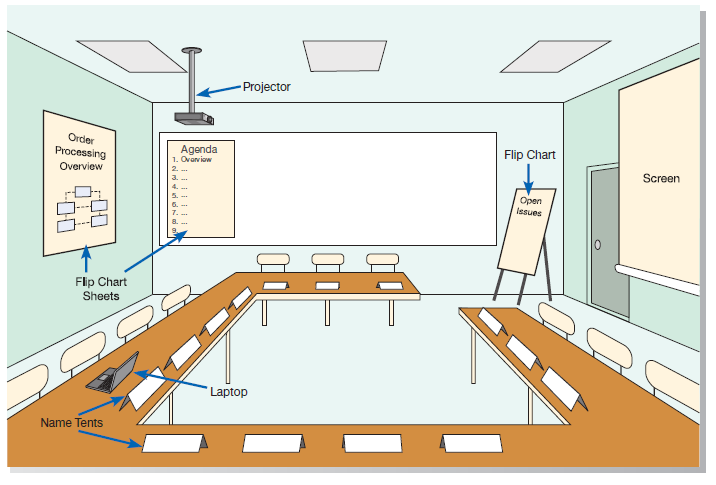 Projector
Order
Processing
Overview
Agenda
1. Overview
2. ...
3. ...
4. ...
5. ...
6. ...
7. ...
8. ...
9.
Flip Chart
Open
Issues
Screen
Flip Chart
Sheets
Laptop
Name Tents